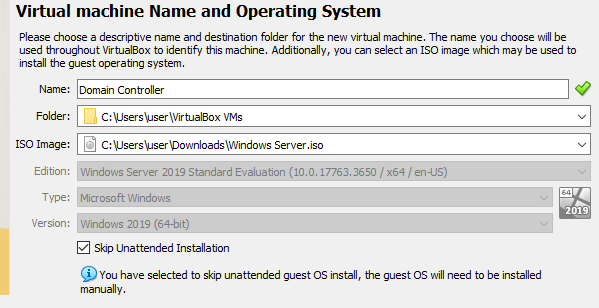 Virtual machine Name and Operating System
Please choose a descriptive name and destination folder for the new virtual machine. The name you choose will be
used throughout VirtualBox to identify this machine. Additionally, you can select an ISO image which may be used to
install the guest operating system.
Name: Domain Controller
Folder: C:\Users\user\VirtualBox VMs
ISO Image: C:\Users\user\Downloads\Windows Server.iso
Edition: Windows Server 2019 Standard Evaluation (10.0.17763.3650 / x64 / en-US)
Type: Microsoft Windows
64
2019
Version: Windows 2019 (64-bit)
Skip Unattended Installation
You have selected to skip unattended guest OS install, the guest OS will need to be installed
manually.